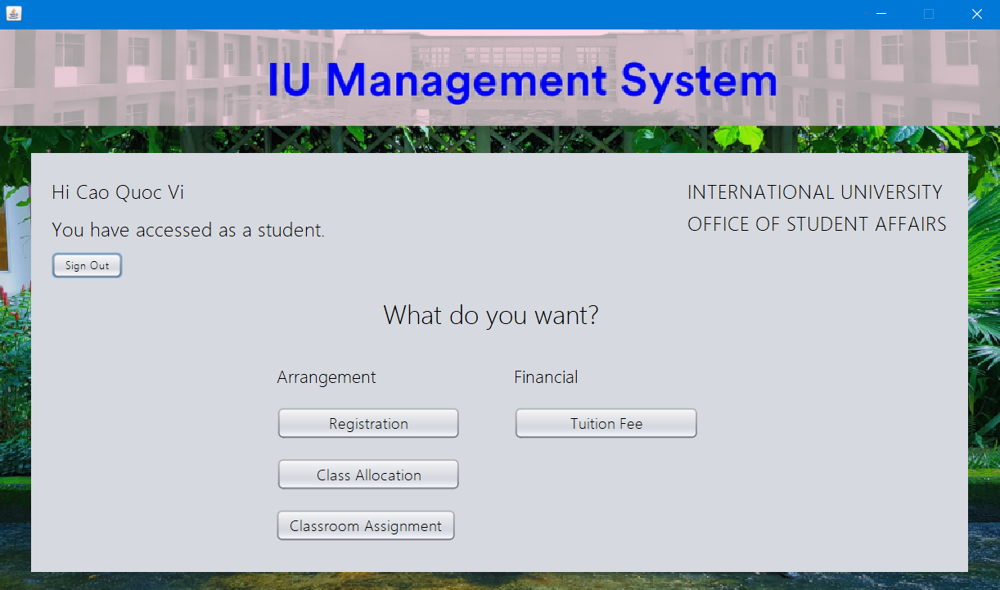 IU Management System
Hi Cao Quoc Vi
INTERNATIONAL UNIVERSITY
You have accessed as a student.
OFFICE OF STUDENT AFFAIRS
Sign Out
What do you want?
Arrangement
Financial
Registration
Tuition Fee
Class Allocation
Classroom Assignment